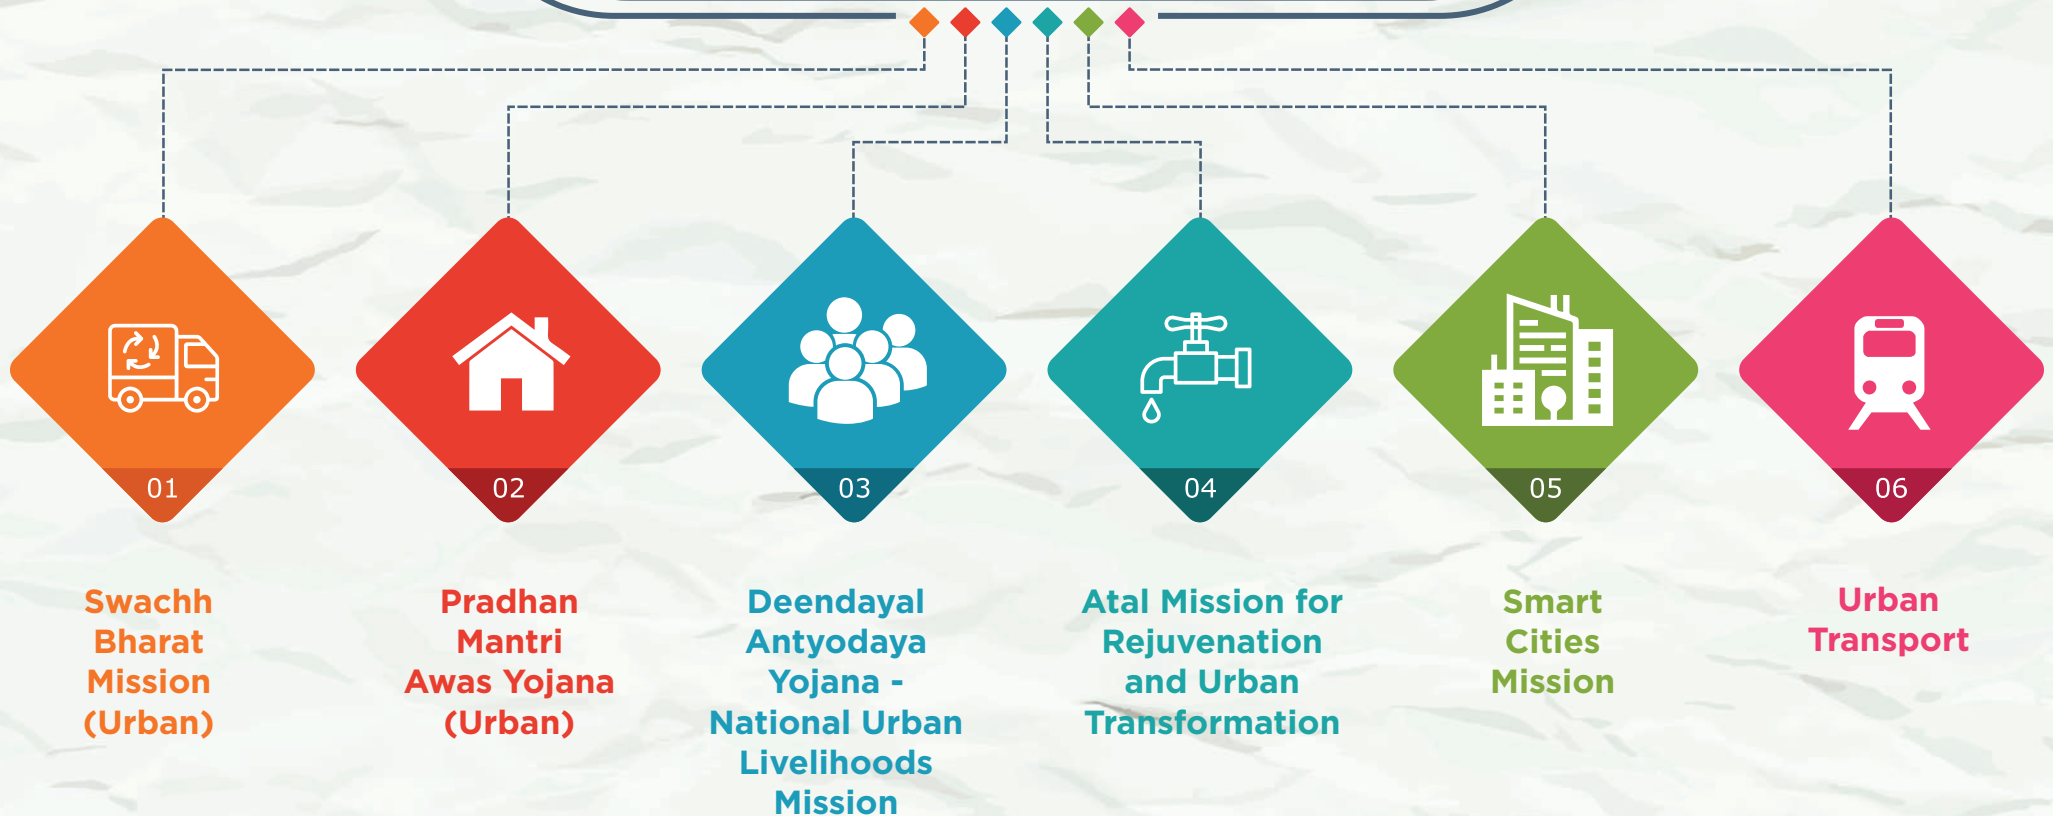 01
Swachh
Bharat
Mission
(Urban)
02
Pradhan
Mantri
Awas Yojana
(Urban)
03
Deendayal
Antyodaya
Yojana -
National Urban
Livelihoods
Mission
04
Atal Mission for
Rejuvenation
and Urban
Transformation
05
Smart
Cities
Mission
06
Urban
Transport